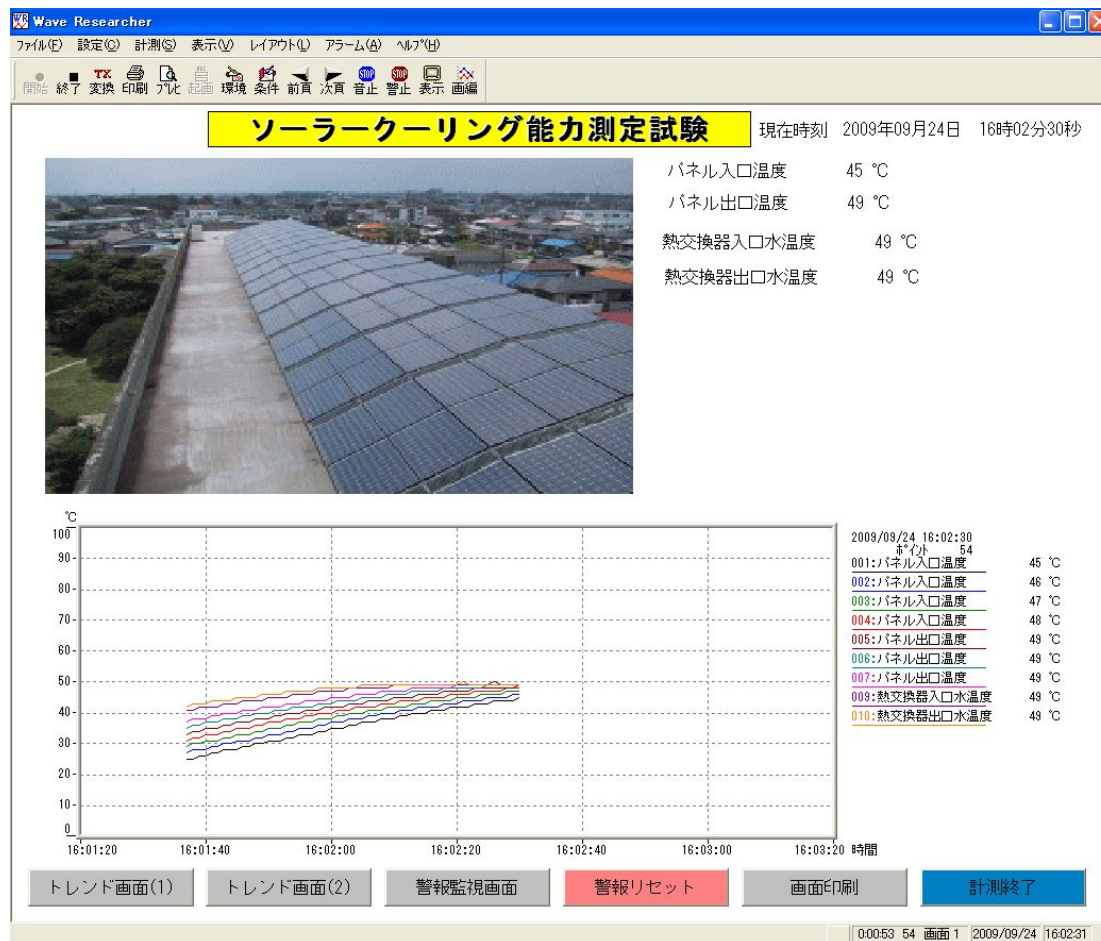 Wave Researcher
ファイル(F) 設定(C) 計測(S) 表示(V) レイアウト(L) アラーム(A) ヘルプ(H)
開始 終了 変換 印刷 プレビ 起画 環境 条件 前頁 次頁 音止 警止 表示 画編
ソーラークーリング能力測定試験 現在時刻 2009年09月24日 16時02分30秒
パネル入口温度 45 ℃
パネル出口温度 49 ℃
熱交換器入口水温度 49 ℃
熱交換器出口水温度 49 ℃
℃
100
90
80
70
60
50
40
30
20
10
0
16:01:20 16:01:40 16:02:00 16:02:20 16:02:40 16:03:00 16:03:20 時間
2009/09/24 16:02:30
ポイント 54
001:パネル入口温度 45 ℃
002:パネル入口温度 46 ℃
003:パネル入口温度 47 ℃
004:パネル入口温度 48 ℃
005:パネル出口温度 49 ℃
006:パネル出口温度 49 ℃
007:パネル出口温度 49 ℃
009:熱交換器入口水温度 49 ℃
010:熱交換器出口水温度 49 ℃
トレンド画面(1) トレンド画面(2) 警報監視画面 警報リセット 画面印刷 計測終了
0:00:53 54 画面 1 2009/09/24 16:02:31